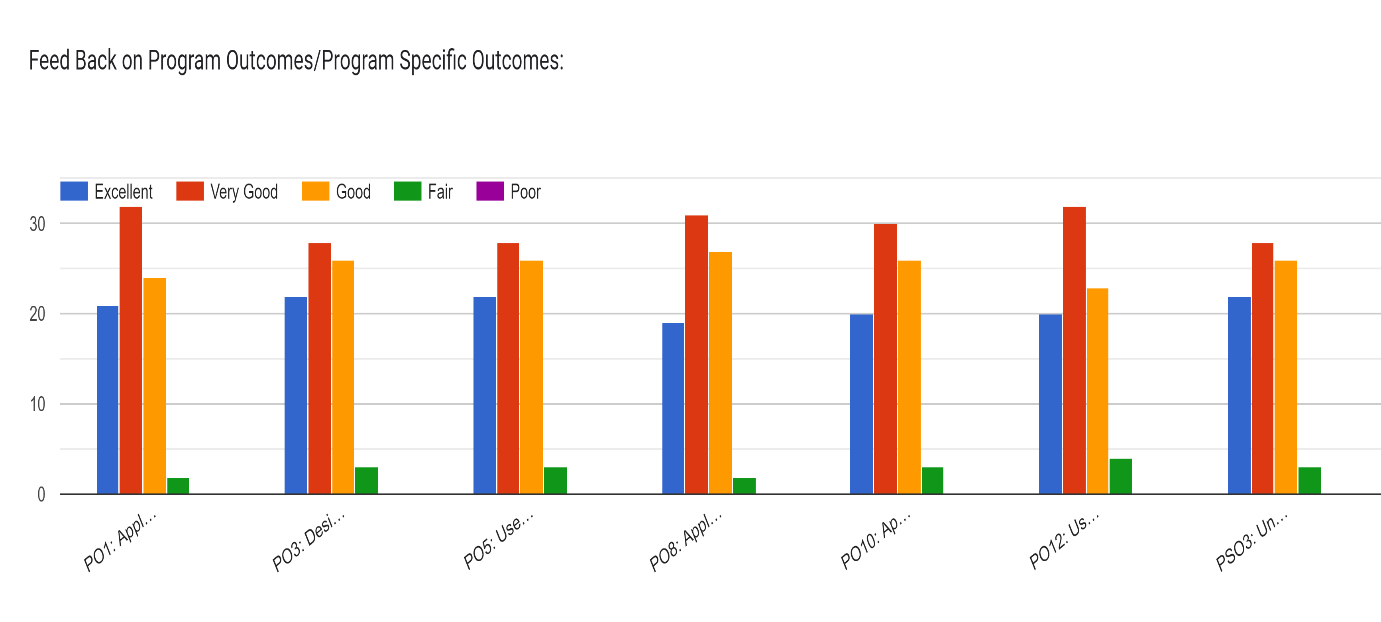 Feed Back on Program Outcomes/Program Specific Outcomes:
Excellent Very Good Good Fair Poor
30
20
10
0
PO1: Appl... PO3: Desi... PO5: Use... PO8: Appl... PO10: Ap... PO12: Us... PSO3: Un...